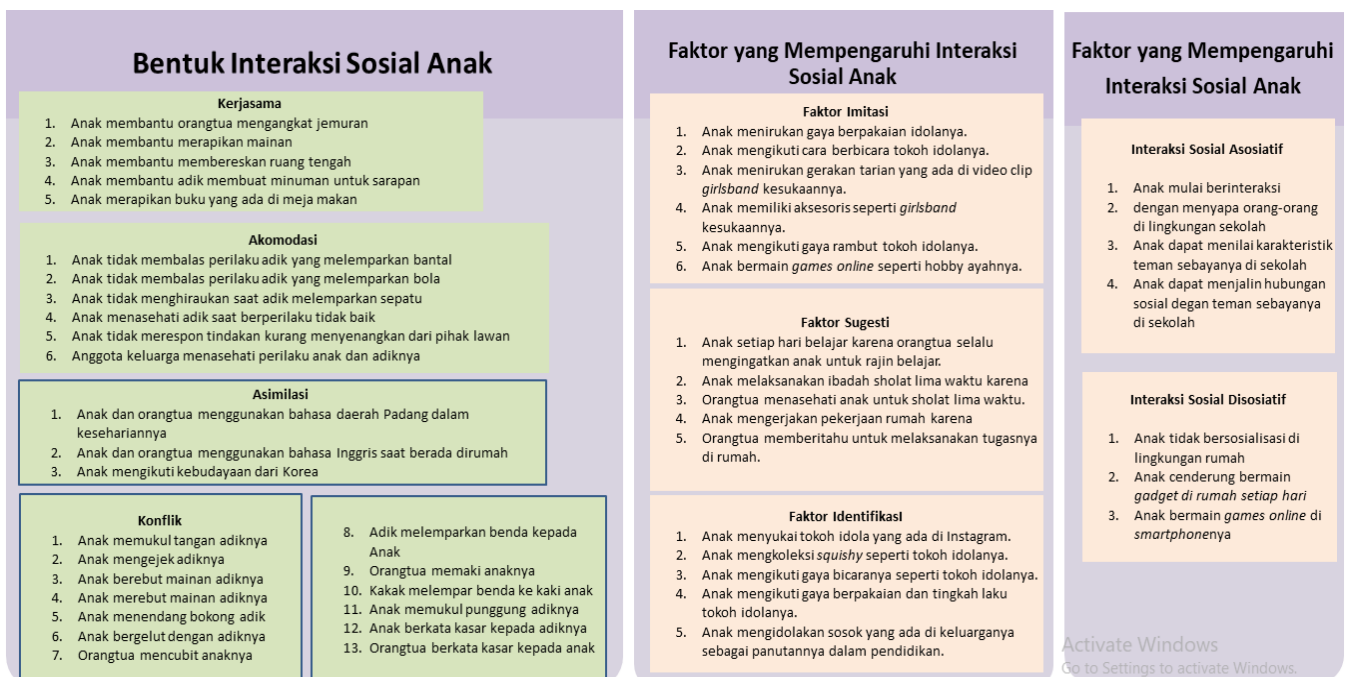 Bentuk Interaksi Sosial Anak
Kerjasama
1. Anak membantu orangtua mengangkat jemuran
2. Anak membantu merapikan mainan
3. Anak membantu membereskan ruang tengah
4. Anak membantu adik membuat minuman untuk sarapan
5. Anak merapikan buku yang ada di meja makan
Akomodasi
1. Anak tidak membalas perilaku adik yang melemparkan bantal
2. Anak tidak membalas perilaku adik yang melemparkan bola
3. Anak tidak menghiraukan saat adik melemparkan sepatu
4. Anak menasehati adik saat berperilaku tidak baik
5. Anak tidak merespon tindakan kurang menyenangkan dari pihak lawan
6. Anggota keluarga menasehati perilaku anak dan adiknya
Asimilasi
1. Anak dan orangtua menggunakan bahasa daerah Padang dalam
kesehariannya
2. Anak dan orangtua menggunakan bahasa Inggris saat berada dirumah
3. Anak mengikuti kebudayaan dari Korea
Konflik
1. Anak memukul tangan adiknya
2. Anak mengejek adiknya
3. Anak berebut mainan adiknya
4. Anak merebut mainan adiknya
5. Anak menendang bokong adik
6. Anak bergelut dengan adiknya
7. Orangtua mencubit anaknya
8. Adik melemparkan benda kepada
Anak
9. Orangtua memaki anaknya
10. Kakak melempar benda ke kaki anak
11. Anak memukul punggung adiknya
12. Anak berkata kasar kepada adiknya
13. Orangtua berkata kasar kepada anak
Faktor yang Mempengaruhi Interaksi
Sosial Anak
Faktor Imitasi
1. Anak menirukan gaya berpakaian idolanya.
2. Anak mengikuti cara berbicara tokoh idolanya.
3. Anak menirukan gerakan tarian yang ada di video clip
girlsband kesukaannya.
4. Anak memiliki aksesoris seperti girlsband
kesukaannya.
5. Anak mengikuti gaya rambut tokoh idolanya.
6. Anak bermain games online seperti hobby ayahnya.
Faktor Sugesti
1. Anak setiap hari belajar karena orangtua selalu
mengingatkan anak untuk rajin belajar.
2. Anak melaksanakan ibadah sholat lima waktu karena
3. Orangtua menasehati anak untuk sholat lima waktu.
4. Anak mengerjakan pekerjaan rumah karena
5. Orangtua memberitahu untuk melaksanakan tugasnya
di rumah.
Faktor IdentifikasI
1. Anak menyukai tokoh idola yang ada di Instagram.
2. Anak mengkoleksi squishy seperti tokoh idolanya.
3. Anak mengikuti gaya bicaranya seperti tokoh idolanya.
4. Anak mengikuti gaya berpakaian dan tingkah laku
tokoh idolanya.
5. Anak mengidolakan sosok yang ada di keluarganya
sebagai panutannya dalam pendidikan.
Faktor yang Mempengaruhi
Interaksi Sosial Anak
Interaksi Sosial Asosiatif
1. Anak mulai berinteraksi
2. dengan menyapa orang-orang
di lingkungan sekolah
3. Anak dapat menilai karakteristik
teman sebayanya di sekolah
4. Anak dapat menjalin hubungan
sosial degan teman sebayanya
di sekolah
Interaksi Sosial Disosiatif
1. Anak tidak bersosialisasi di
lingkungan rumah
2. Anak cenderung bermain
gadget di rumah setiap hari
3. Anak bermain games online di
smartphonenya
Activate Windows
Go to Settings to activate Windows.